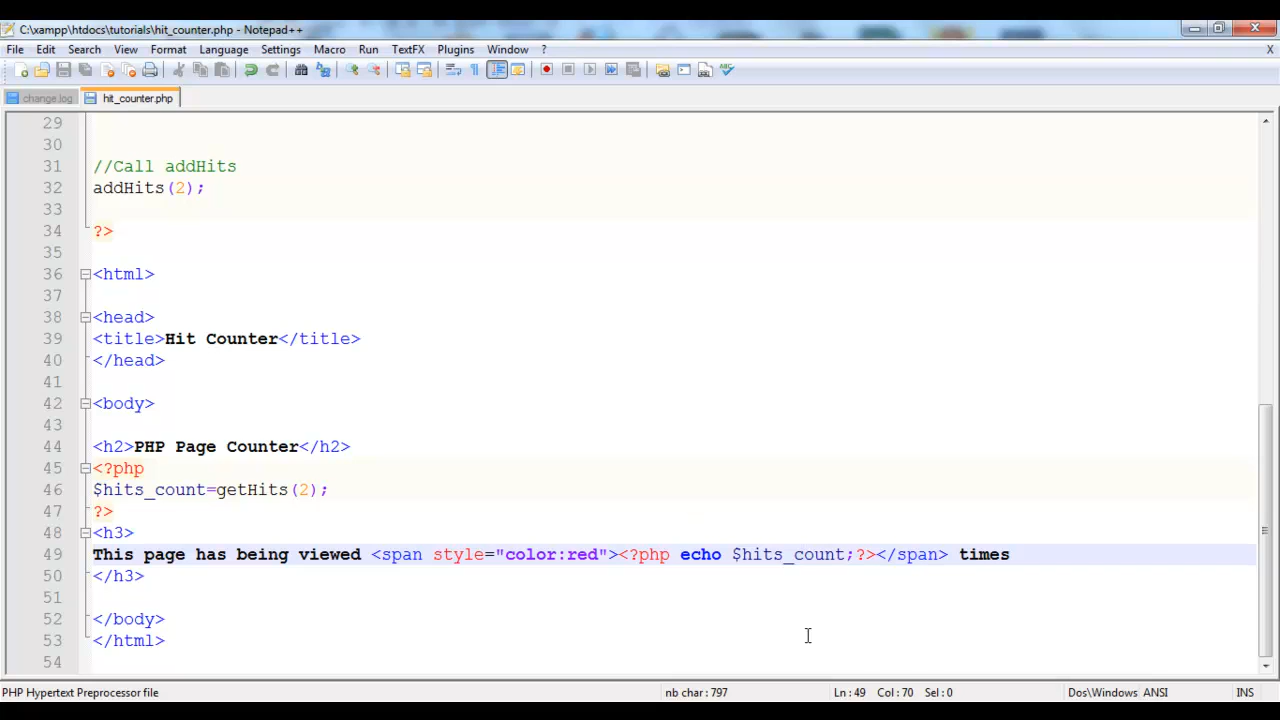 C:\xampp\htdocs\tutorials\hit_counter.php - Notepad++
File Edit Search View Format Language Settings Macro Run TextFX Plugins Window ? X
change.log hit_counter.php
29
30
31 //Call addHits
32 addHits(2);
33
34 ?>
35
36 <html>
37
38 <head>
39 <title>Hit Counter</title>
40 </head>
41
42 <body>
43
44 <h2>PHP Page Counter</h2>
45 <?php
46 $hits_count=getHits(2);
47 ?>
48 <h3>
49 This page has being viewed <span style="color:red"><?php echo $hits_count;?></span> times
50 </h3>
51
52 </body>
53 </html>
54
PHP Hypertext Preprocessor file nb char : 797 Ln : 49 Col : 70 Sel : 0 Dos\Windows ANSI INS